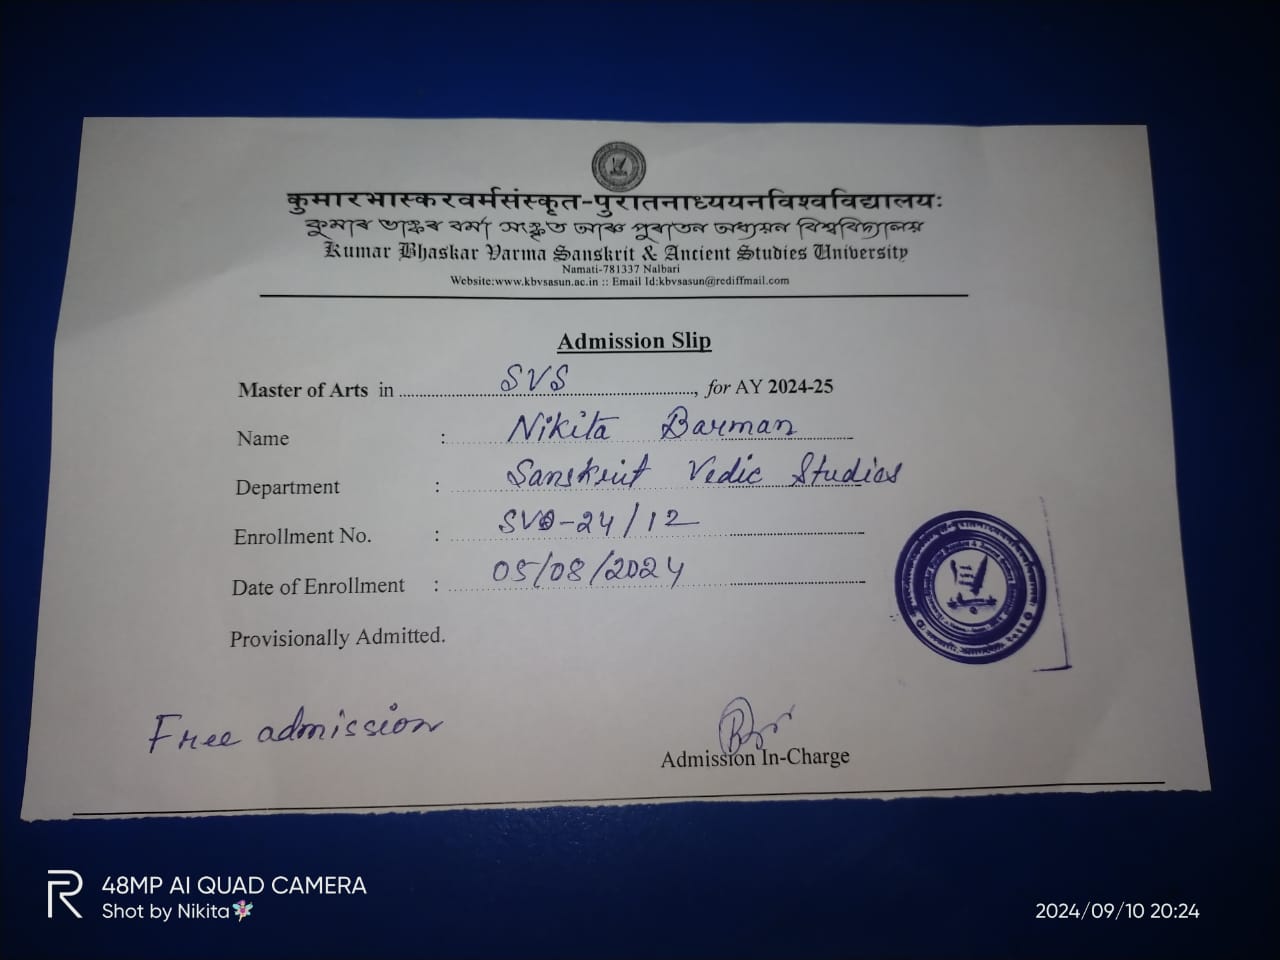 कुमारभास्करवर्मसंस्कृत-पुरातनाध्ययनविश्वविद्यालयः
কুমাৰ ভাস্কৰ বৰ্মা সংস্কৃত আৰু পুৰাতন অধ্যয়ন বিশ্ববিদ্যালয়
Kumar Bhaskar Varma Sanskrit & Ancient Studies University
Namati-781337 Nalbari
Website:www.kbvsasun.ac.in :: Email Id:kbvsasun@rediffmail.com
Admission Slip
Master of Arts in SVS, for AY 2024-25
Name : Nikita Barman
Department : Sanskrit Vedic Studies
Enrollment No. : SVS-24/12
Date of Enrollment : 05/08/2024
Provisionally Admitted.
Free admission
Admission In-Charge
48MP AI QUAD CAMERA
Shot by Nikita🧚
2024/09/10 20:24